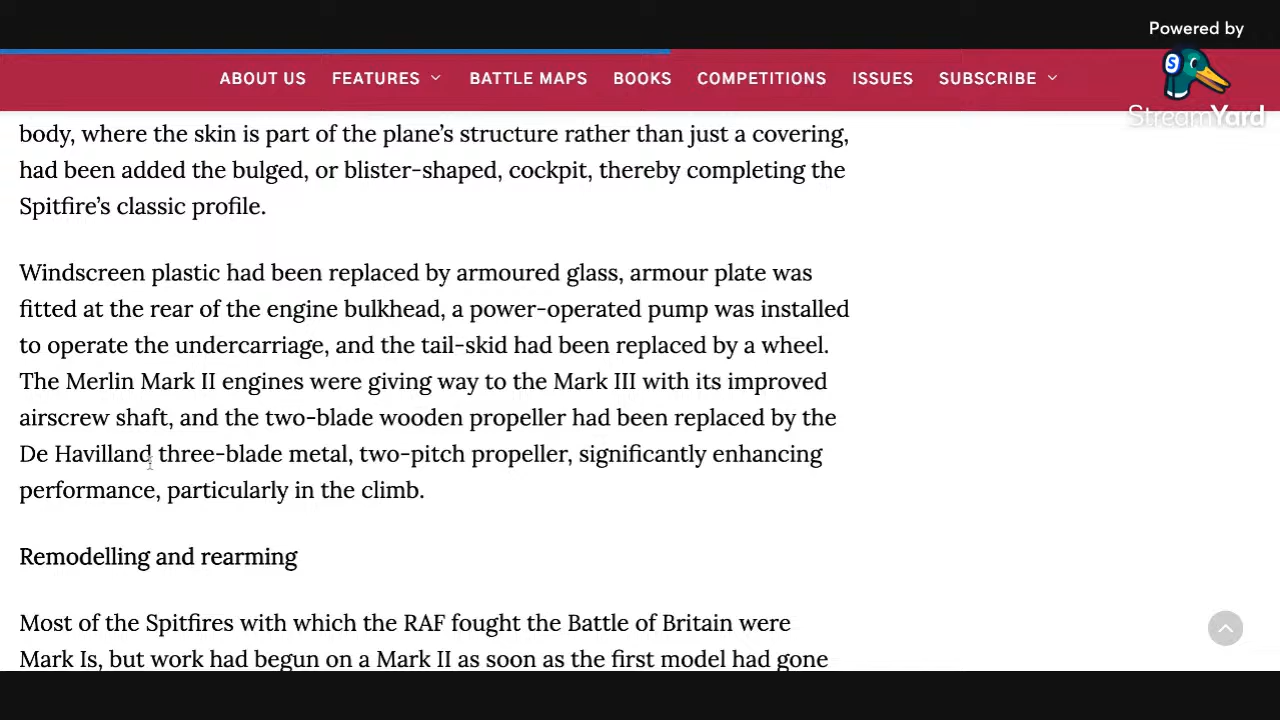 Powered by
ABOUT US FEATURES BATTLE MAPS BOOKS COMPETITIONS ISSUES SUBSCRIBE
S
StreamYard
body, where the skin is part of the plane's structure rather than just a covering,
had been added the bulged, or blister-shaped, cockpit, thereby completing the
Spitfire's classic profile.
Windscreen plastic had been replaced by armoured glass, armour plate was
fitted at the rear of the engine bulkhead, a power-operated pump was installed
to operate the undercarriage, and the tail-skid had been replaced by a wheel.
The Merlin Mark II engines were giving way to the Mark III with its improved
airscrew shaft, and the two-blade wooden propeller had been replaced by the
De Havilland three-blade metal, two-pitch propeller, significantly enhancing
performance, particularly in the climb.
Remodelling and rearming
Most of the Spitfires with which the RAF fought the Battle of Britain were
Mark Is, but work had begun on a Mark II as soon as the first model had gone